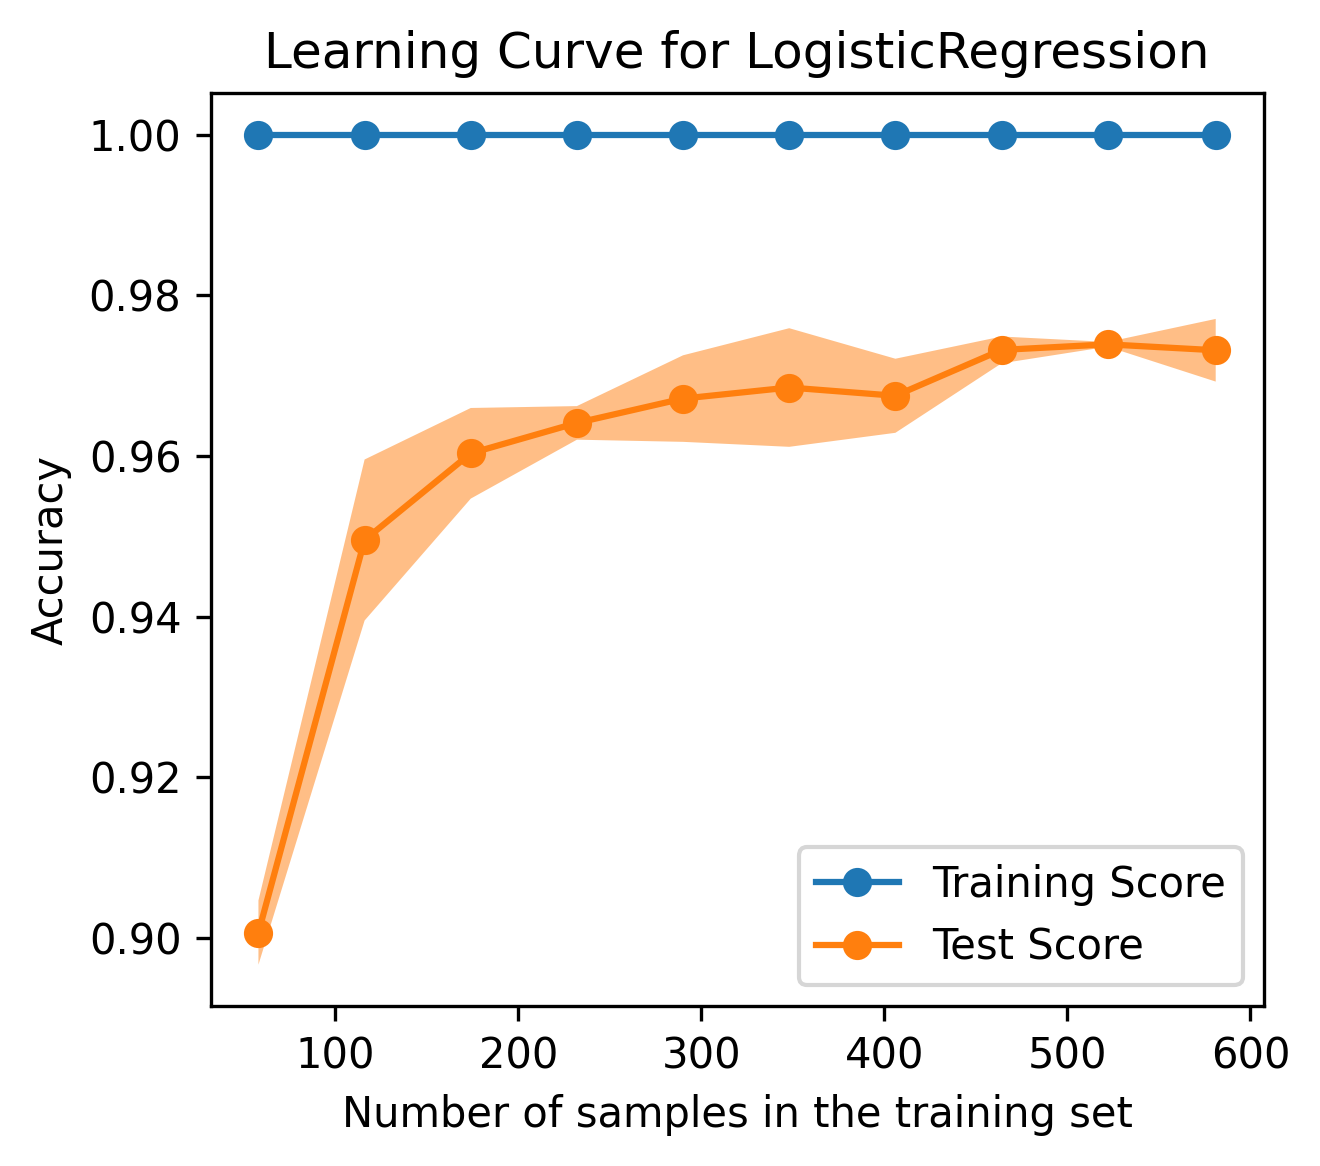 Learning Curve for LogisticRegression
1.00
0.98
0.96
0.94
0.92
0.90
Accuracy
100 200 300 400 500 600
Number of samples in the training set
Training Score
Test Score